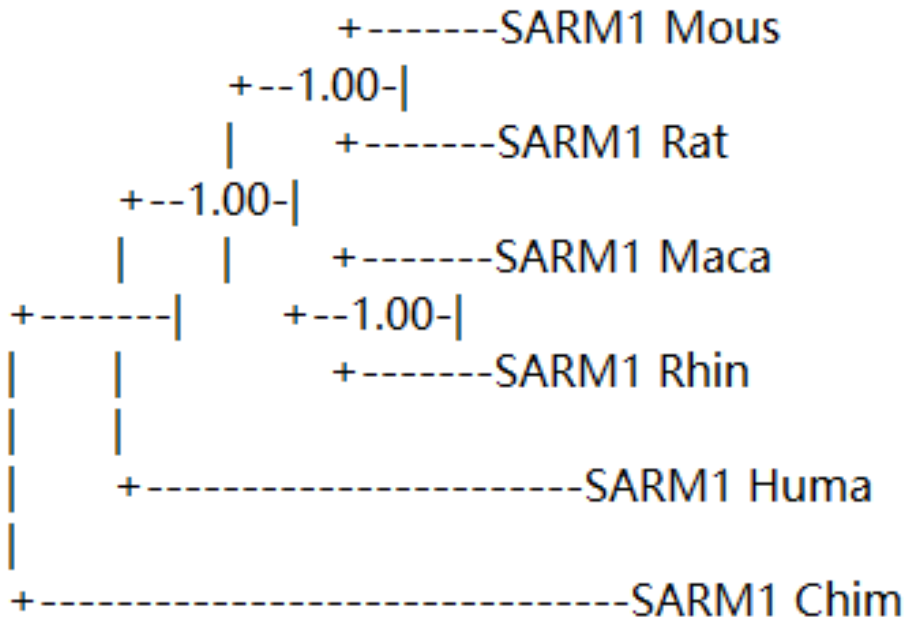 +-------SARM1 Mous
+--1.00-|
| +-------SARM1 Rat
+--1.00-|
| | +-------SARM1 Maca
+-------| +--1.00-|
| | +-------SARM1 Rhin
| |
| +-----------------------SARM1 Huma
|
+-------------------------------SARM1 Chim